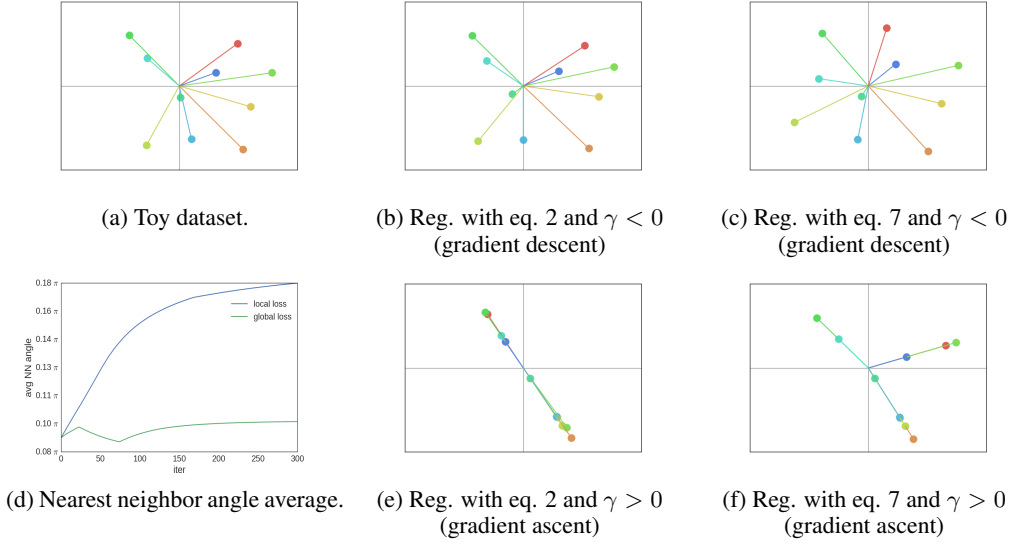 (a) Toy dataset.
(b) Reg. with eq. 2 and γ < 0
(gradient descent)
(c) Reg. with eq. 7 and γ < 0
(gradient descent)
avg NN angle
0.18 π
0.16 π
0.14 π
0.13 π
0.11 π
0.10 π
0.08 π
local loss
global loss
0
50
100
150
200
250
300
iter
(d) Nearest neighbor angle average.
(e) Reg. with eq. 2 and γ > 0
(gradient ascent)
(f) Reg. with eq. 7 and γ > 0
(gradient ascent)